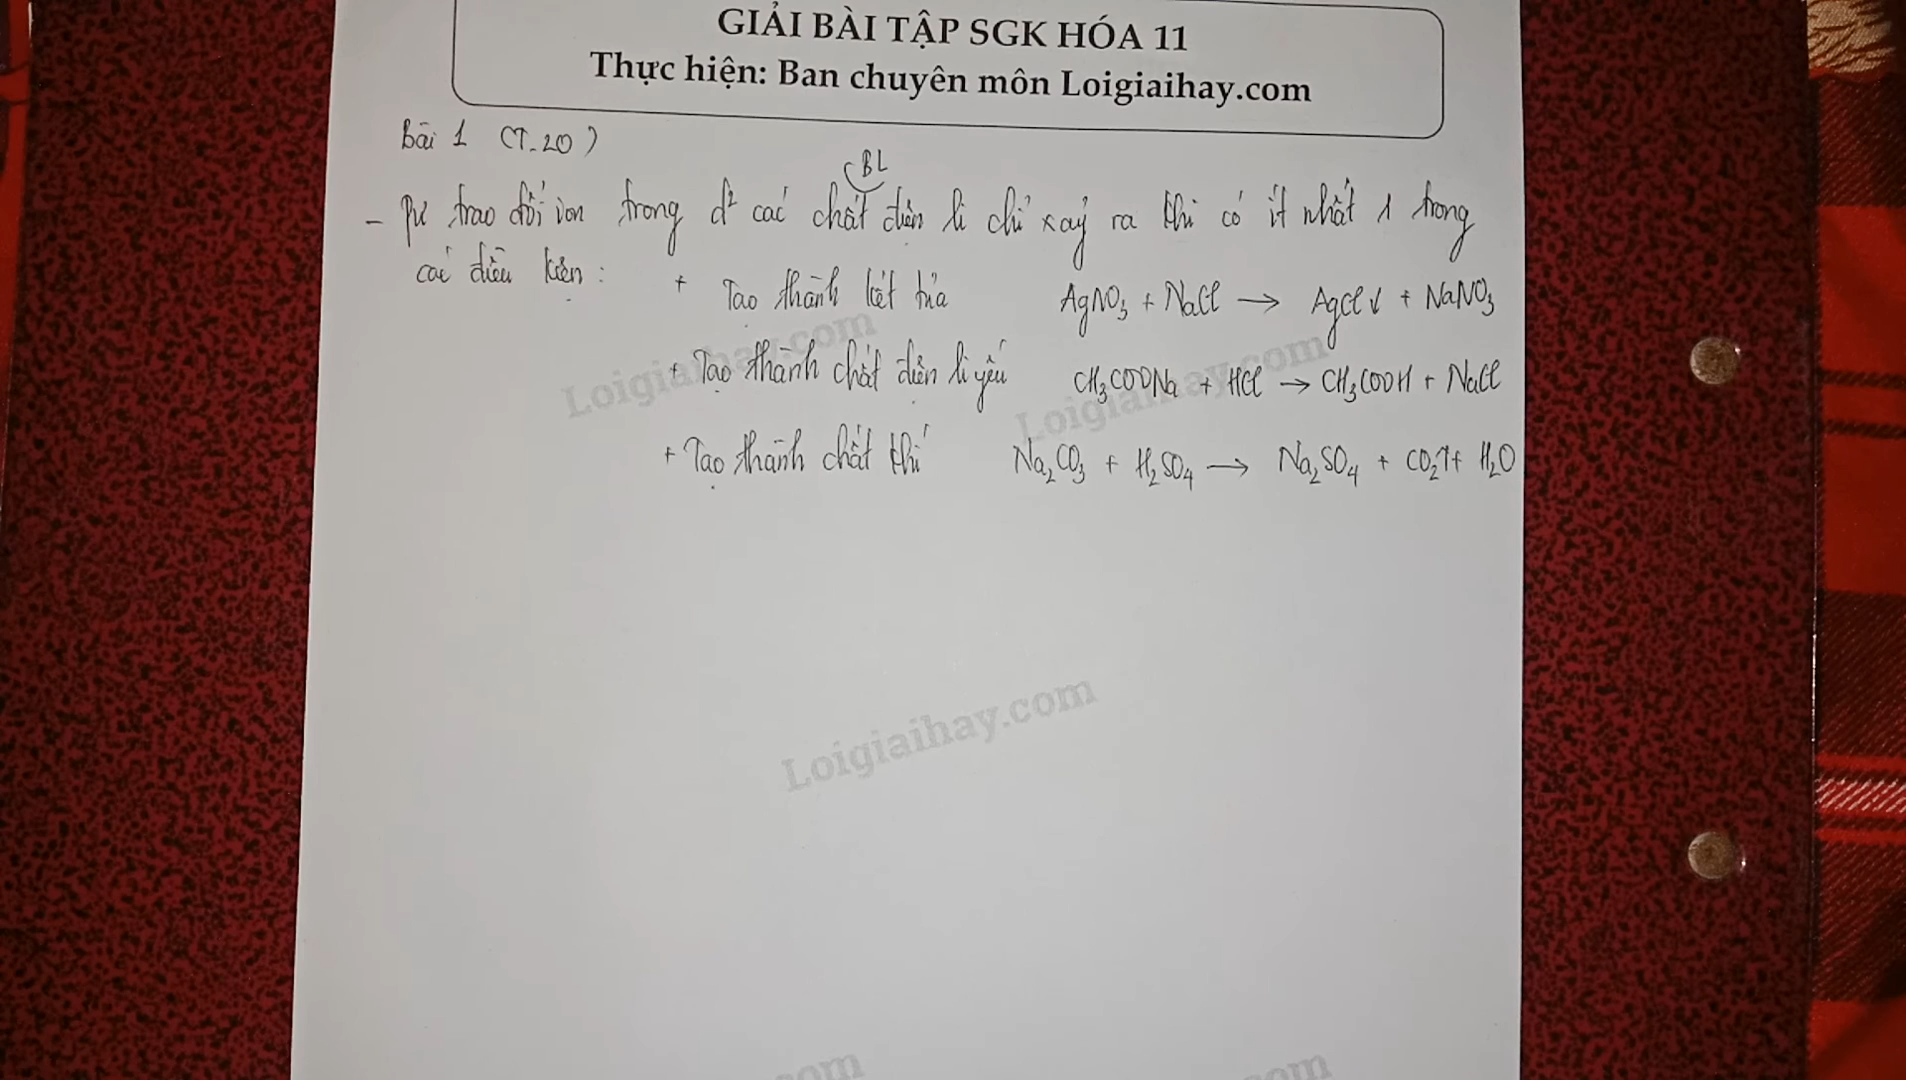 GIẢI BÀI TẬP SGK HÓA 11
Thực hiện: Ban chuyên môn Loigiaihay.com
Bài 1 (T.20)
BL
- Pứ trao đổi ion trong d² các chất điện li chỉ xảy ra khi có ít nhất 1 trong
các điều kiện :
+ Tạo thành kết tủa AgNO₃ + NaCl → AgCl↓ + NaNO₃
+ Tạo thành chất điện li yếu CH₃COONa + HCl → CH₃COOH + NaCl
+ Tạo thành chất khí Na₂CO₃ + H₂SO₄ → Na₂SO₄ + CO₂↑ + H₂O
Loigiaihay.com
Loigiaihay.com
Loigiaihay.com